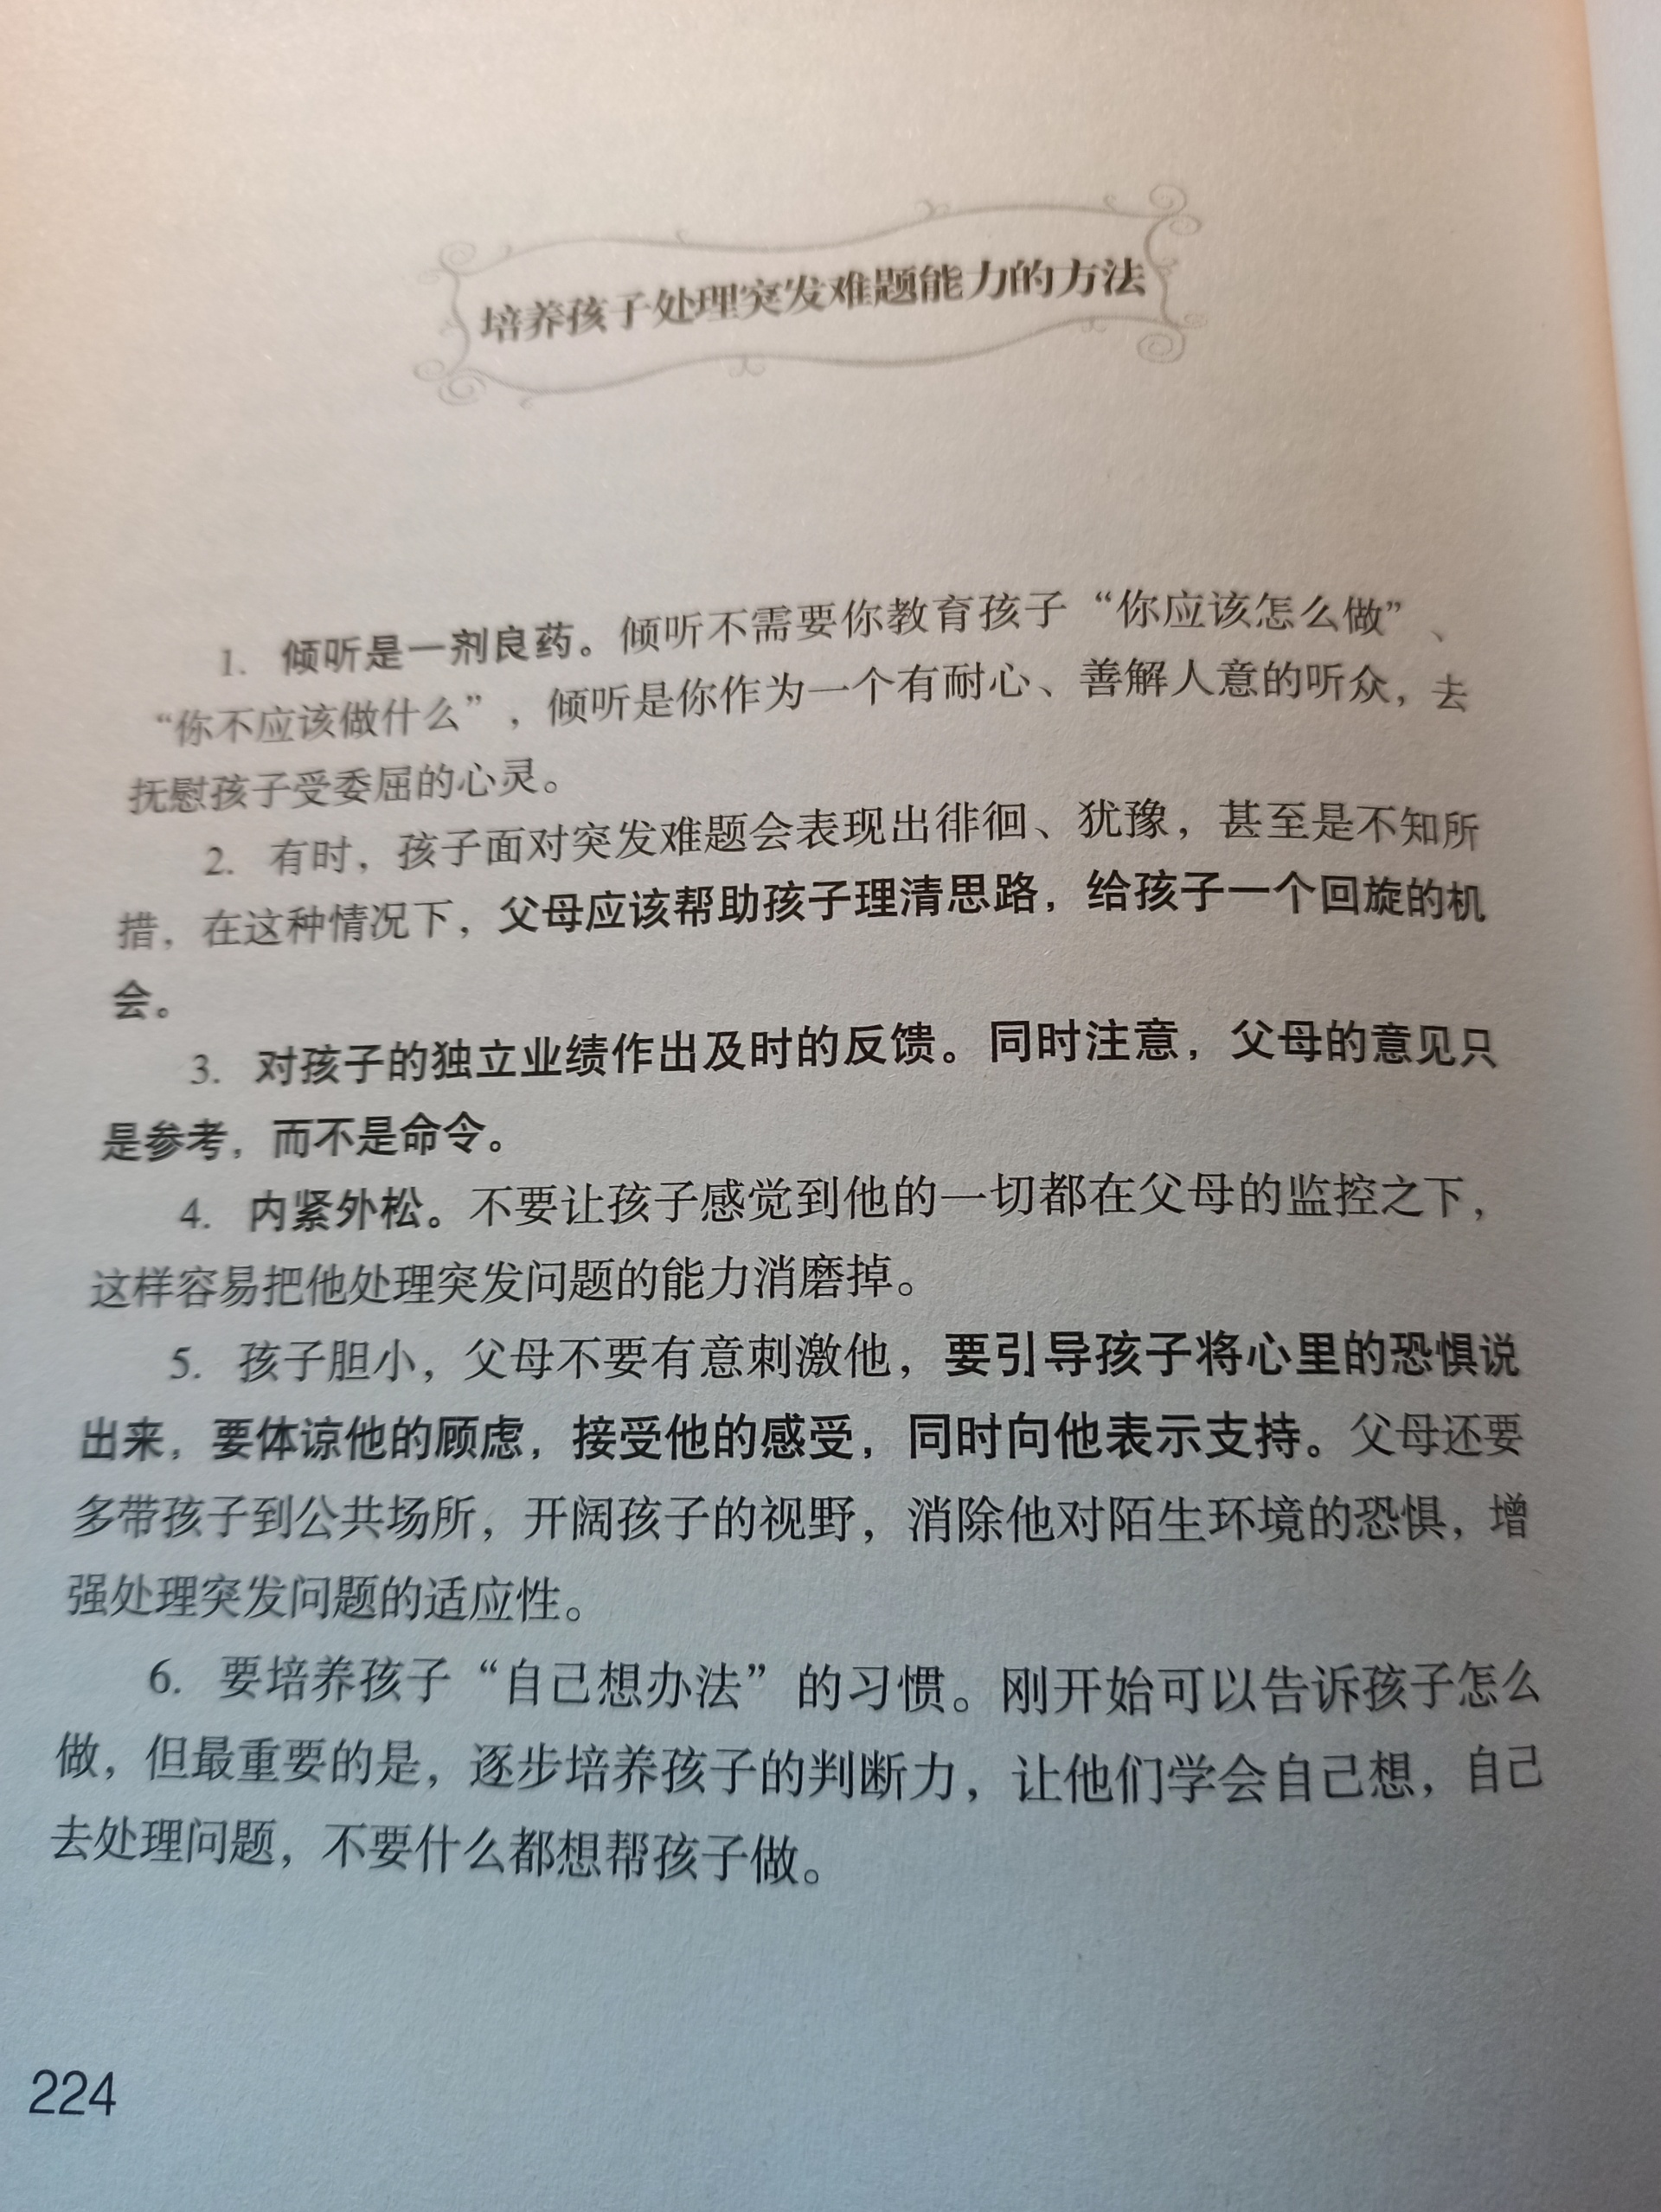 培养孩子处理突发难题能力的方法
1. 倾听是一剂良药。倾听不需要你教育孩子“你应该怎么做”、
“你不应该做什么”，倾听是你作为一个有耐心、善解人意的听众，去
抚慰孩子受委屈的心灵。
2. 有时，孩子面对突发难题会表现出徘徊、犹豫，甚至是不知所
措，在这种情况下，父母应该帮助孩子理清思路，给孩子一个回旋的机
会。
3. 对孩子的独立业绩作出及时的反馈。同时注意，父母的意见只
是参考，而不是命令。
4. 内紧外松。不要让孩子感觉到他的一切都在父母的监控之下，
这样容易把他处理突发问题的能力消磨掉。
5. 孩子胆小，父母不要有意刺激他，要引导孩子将心里的恐惧说
出来，要体谅他的顾虑，接受他的感受，同时向他表示支持。父母还要
多带孩子到公共场所，开阔孩子的视野，消除他对陌生环境的恐惧，增
强处理突发问题的适应性。
6. 要培养孩子“自己想办法”的习惯。刚开始可以告诉孩子怎么
做，但最重要的是，逐步培养孩子的判断力，让他们学会自己想，自己
去处理问题，不要什么都想帮孩子做。
224